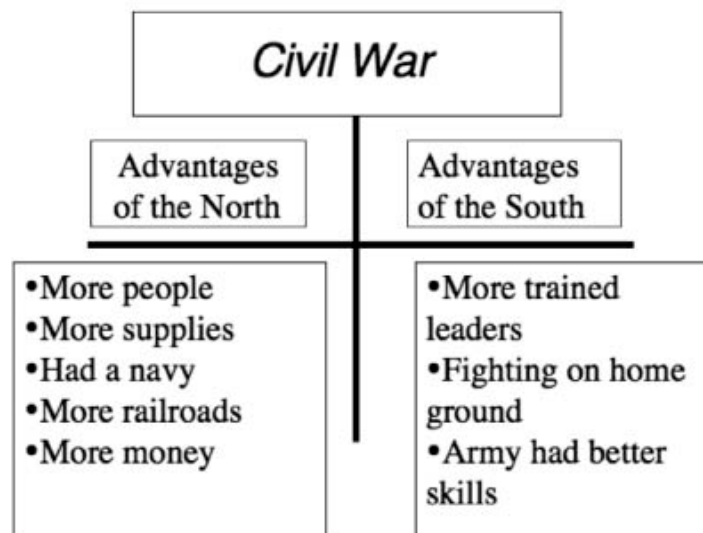 Civil War
Advantages
of the North
Advantages
of the South
•More people
•More supplies
•Had a navy
•More railroads
•More money
•More trained
leaders
•Fighting on home
ground
•Army had better
skills